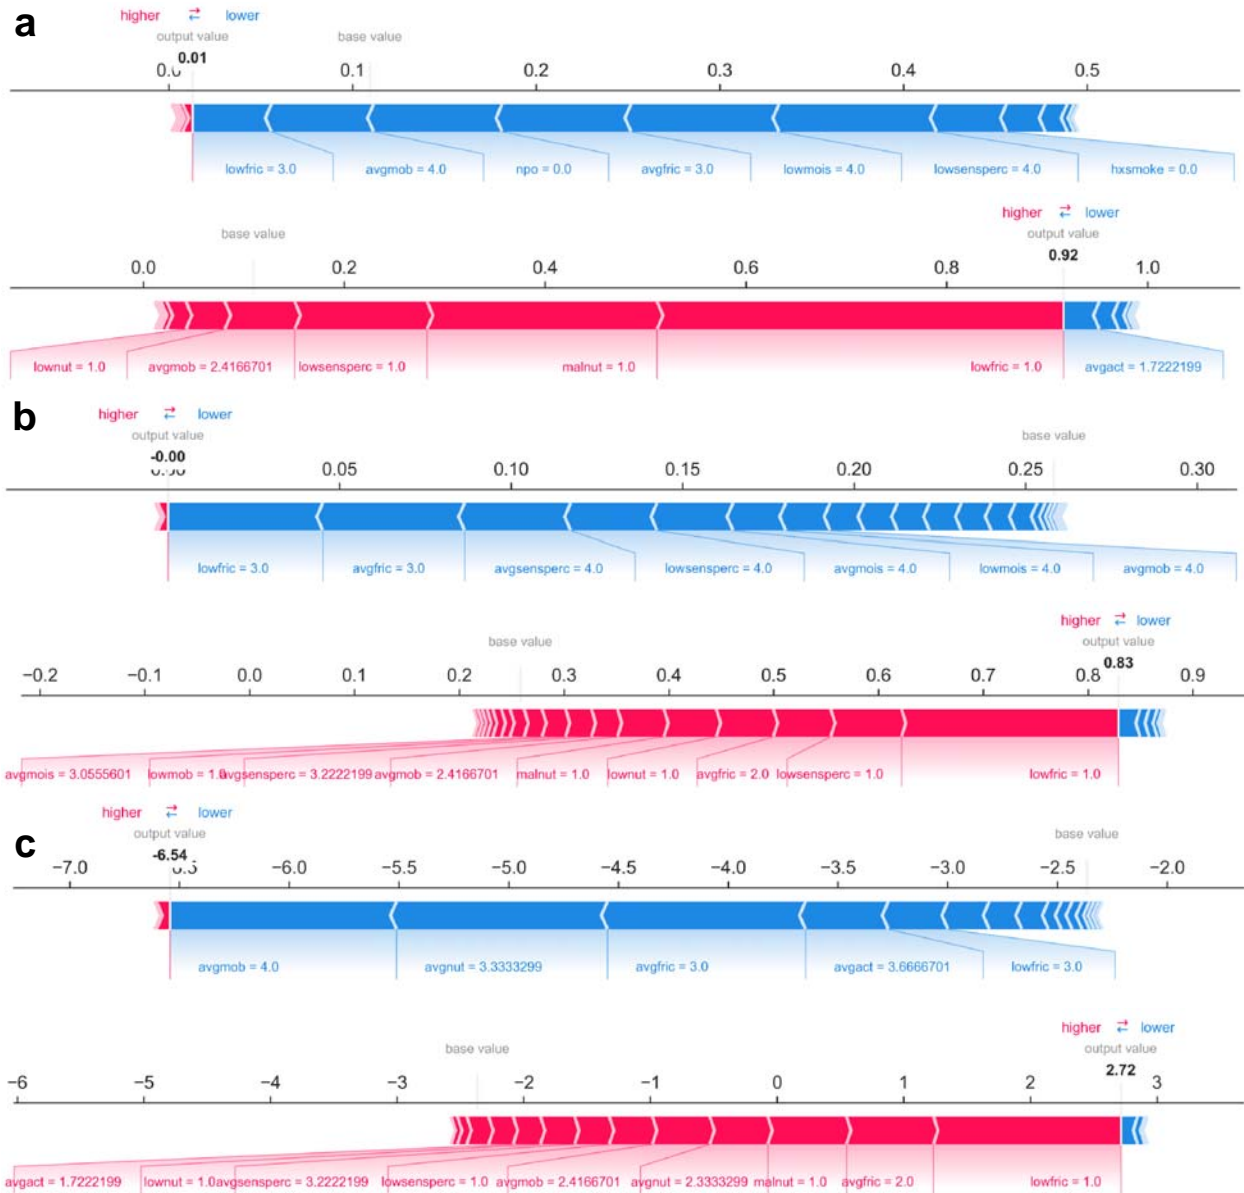 a
higher ⇄ lower
output value
base value
0.01
0.0 0.1 0.2 0.3 0.4 0.5
lowfric = 3.0 avgmob = 4.0 npo = 0.0 avgfric = 3.0 lowmois = 4.0 lowsensperc = 4.0 hxsmoke = 0.0
higher ⇄ lower
base value
output value
0.92
0.0 0.2 0.4 0.6 0.8 1.0
lownut = 1.0 avgmob = 2.4166701 lowsensperc = 1.0 malnut = 1.0 lowfric = 1.0 avgact = 1.7222199
b
higher ⇄ lower
output value
base value
-0.00
0.00 0.05 0.10 0.15 0.20 0.25 0.30
lowfric = 3.0 avgfric = 3.0 avgsensperc = 4.0 lowsensperc = 4.0 avgmois = 4.0 lowmois = 4.0 avgmob = 4.0
higher ⇄ lower
base value
output value
0.83
−0.2 −0.1 0.0 0.1 0.2 0.3 0.4 0.5 0.6 0.7 0.8 0.9
avgmois = 3.0555601 lowmob = 1.0 avgsensperc = 3.2222199 avgmob = 2.4166701 malnut = 1.0 lownut = 1.0 avgfric = 2.0 lowsensperc = 1.0 lowfric = 1.0
higher ⇄ lower
c
output value
base value
-6.54
−7.0 −6.5 −6.0 −5.5 −5.0 −4.5 −4.0 −3.5 −3.0 −2.5 −2.0
avgmob = 4.0 avgnut = 3.3333299 avgfric = 3.0 avgact = 3.6666701 lowfric = 3.0
higher ⇄ lower
base value
output value
2.72
−6 −5 −4 −3 −2 −1 0 1 2 3
avgact = 1.7222199 lownut = 1.0 avgsensperc = 3.2222199 lowsensperc = 1.0 avgmob = 2.4166701 avgnut = 2.3333299 malnut = 1.0 avgfric = 2.0 lowfric = 1.0